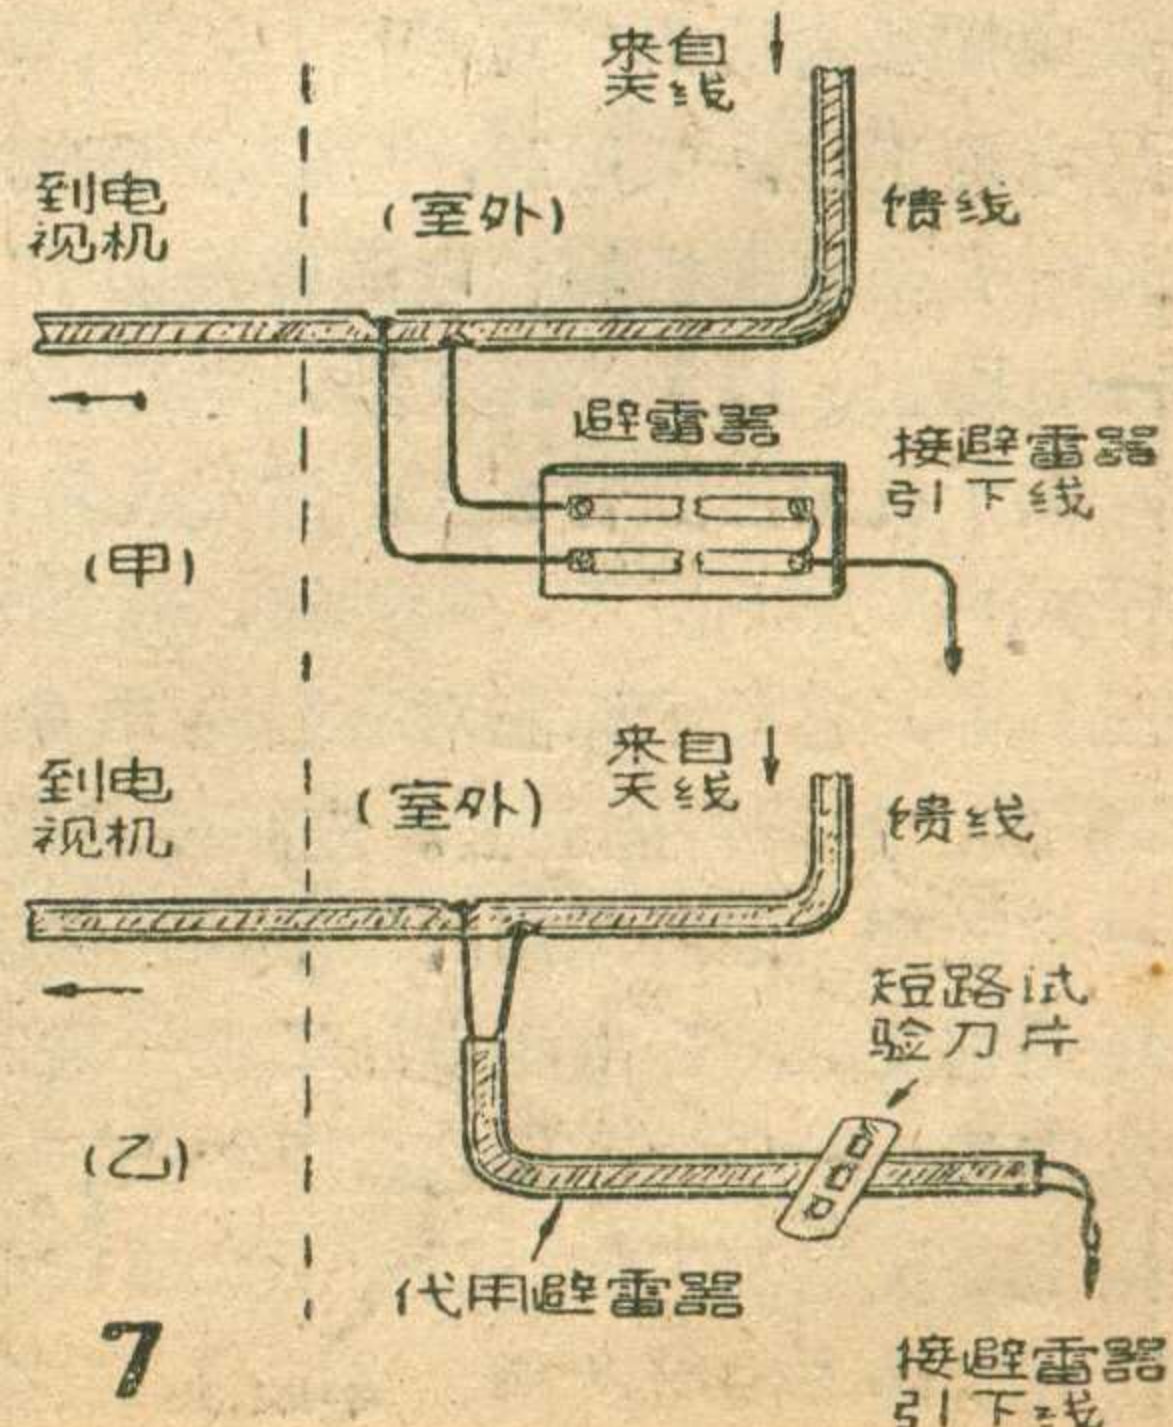 来自
天线
到电
视机
(室外)
馈线
避雷器
接避雷器
引下线
(甲)
来自
天线
到电
视机
(室外)
馈线
短路试
验刀片
(乙)
代用避雷器
7
接避雷器
引下线